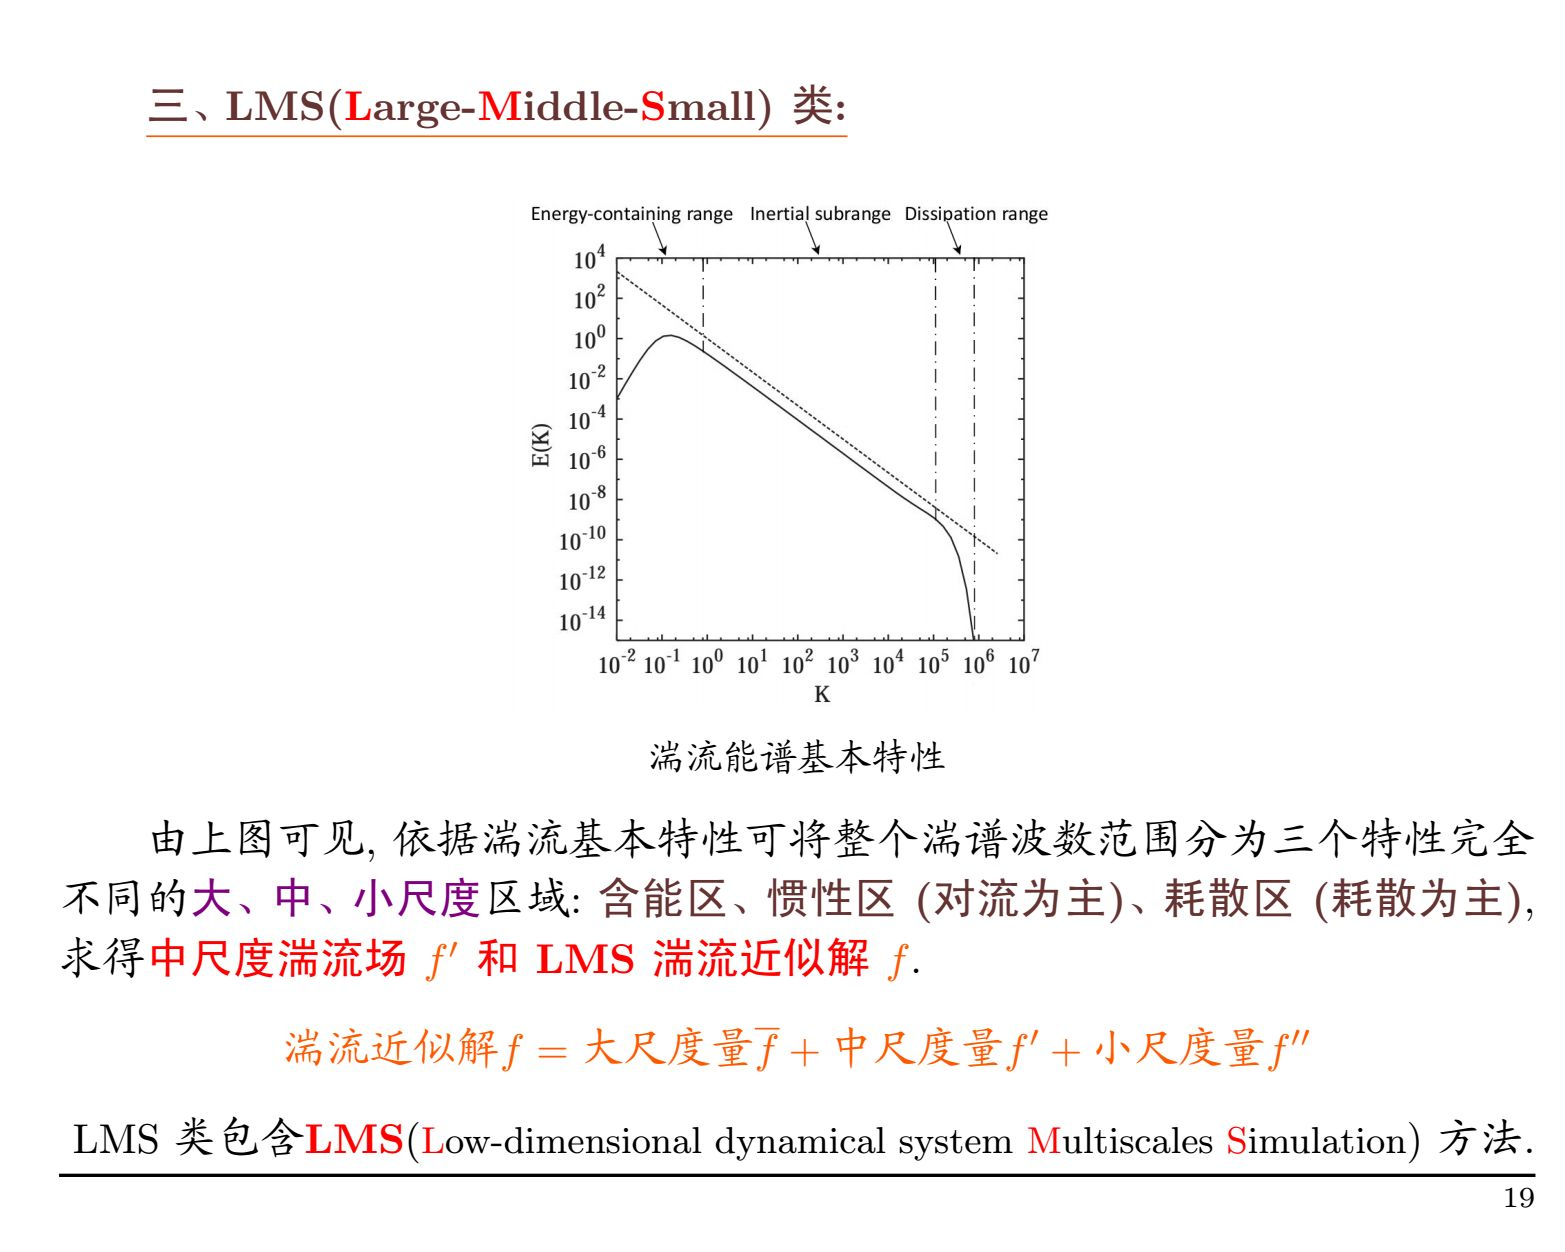 三、LMS(Large-Middle-Small) 类:
Energy-containing range Inertial subrange Dissipation range
10^4
10^2
10^0
10^-2
10^-4
10^-6
10^-8
10^-10
10^-12
10^-14
E(K)
10^-2 10^-1 10^0 10^1 10^2 10^3 10^4 10^5 10^6 10^7
K
湍流能谱基本特性
由上图可见, 依据湍流基本特性可将整个湍谱波数范围分为三个特性完全
不同的大、中、小尺度区域: 含能区、惯性区 (对流为主)、耗散区 (耗散为主),
求得中尺度湍流场 f′ 和 LMS 湍流近似解 f.
湍流近似解f = 大尺度量f̅ + 中尺度量f′ + 小尺度量f″
LMS 类包含LMS(Low-dimensional dynamical system Multiscales Simulation) 方法.
19